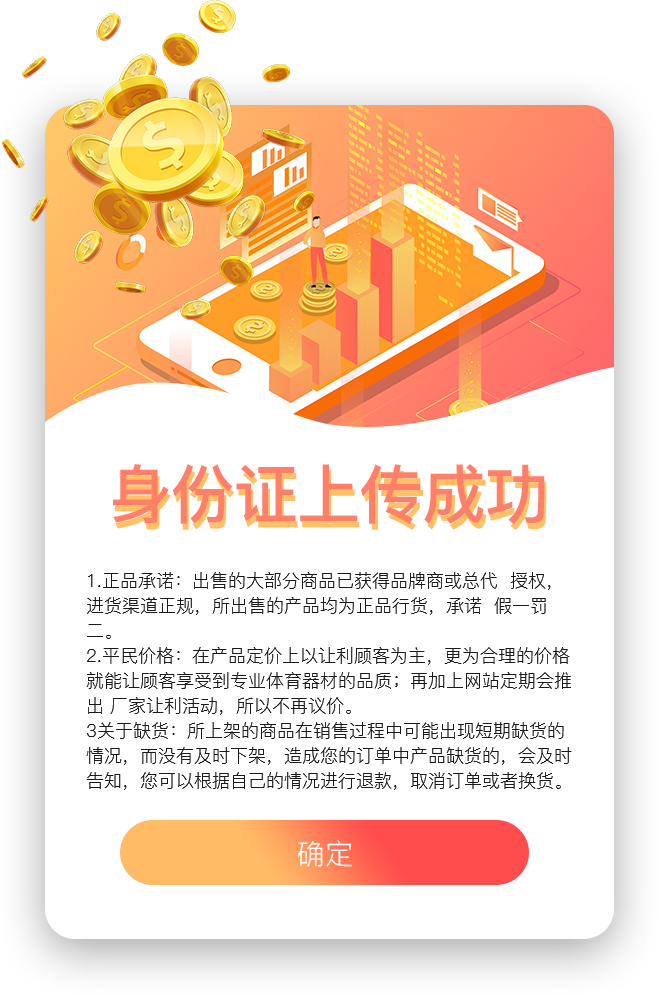 身份证上传成功
1.正品承诺：出售的大部分商品已获得品牌商或总代 授权，
进货渠道正规，所出售的产品均为正品行货，承诺 假一罚
二。
2.平民价格：在产品定价上以让利顾客为主，更为合理的价格
就能让顾客享受到专业体育器材的品质；再加上网站定期会推
出 厂家让利活动，所以不再议价。
3关于缺货：所上架的商品在销售过程中可能出现短期缺货的
情况，而没有及时下架，造成您的订单中产品缺货的，会及时
告知，您可以根据自己的情况进行退款，取消订单或者换货。
确定